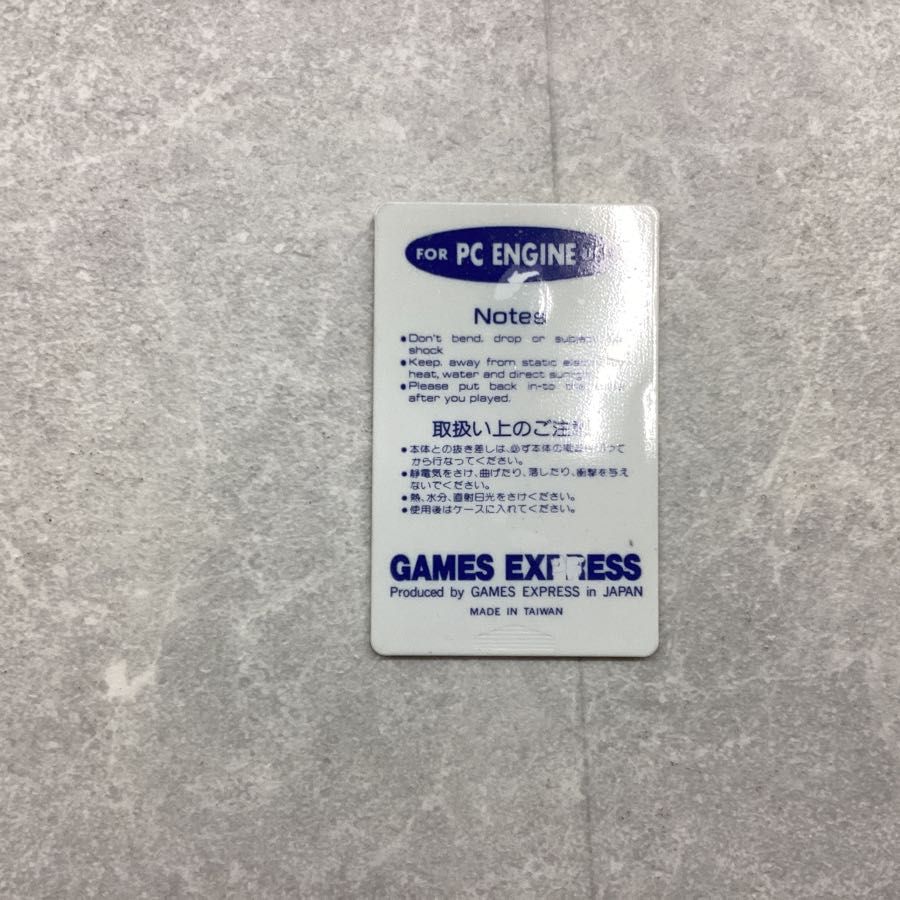 FOR PC ENGINE
Notes
●Don't bend, drop or
shock
●Keep. away from static
heat, water and direct
●Please put back in-to
after you played.
取扱い上のご注
●本体との抜き差しは、必ず本体の
から行なってください。
●静電気をさけ、曲げたり、落したり、衝撃を与え
ないでください。
●熱、水分、直射日光をさけください。
●使用後はケースに入れてください。
GAMES EXPRESS
Produced by GAMES EXPRESS in JAPAN
MADE IN TAIWAN